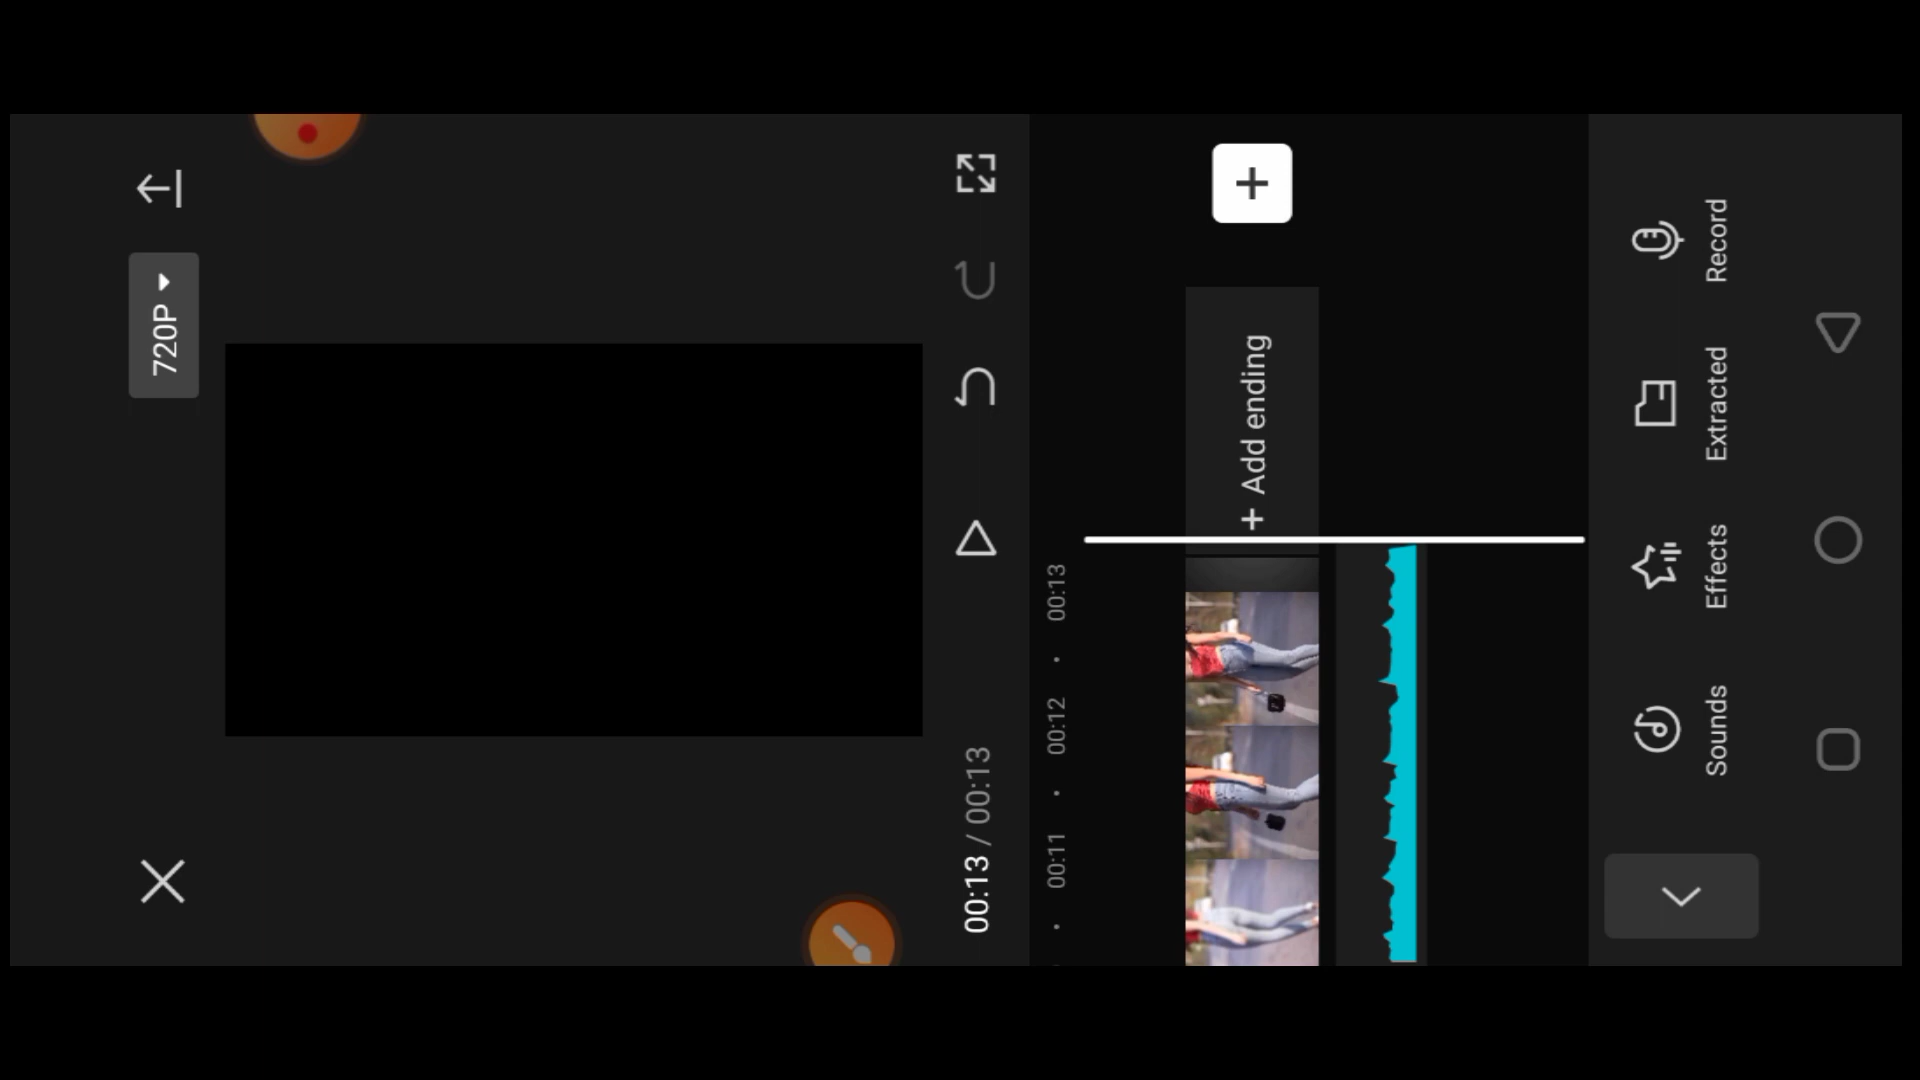 720P
00:13 / 00:13
00:11
00:12
00:13
+ Add ending
Sounds
Effects
Extracted
Record